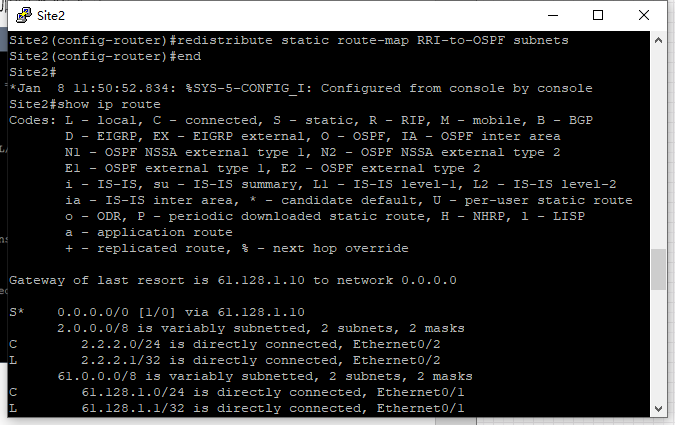 Site2
Site2(config-router)#redistribute static route-map RRI-to-OSPF subnets
Site2(config-router)#end
Site2#
*Jan  8 11:50:52.834: %SYS-5-CONFIG_I: Configured from console by console
Site2#show ip route
Codes: L - local, C - connected, S - static, R - RIP, M - mobile, B - BGP
       D - EIGRP, EX - EIGRP external, O - OSPF, IA - OSPF inter area
       N1 - OSPF NSSA external type 1, N2 - OSPF NSSA external type 2
       E1 - OSPF external type 1, E2 - OSPF external type 2
       i - IS-IS, su - IS-IS summary, L1 - IS-IS level-1, L2 - IS-IS level-2
       ia - IS-IS inter area, * - candidate default, U - per-user static route
       o - ODR, P - periodic downloaded static route, H - NHRP, l - LISP
       a - application route
       + - replicated route, % - next hop override
Gateway of last resort is 61.128.1.10 to network 0.0.0.0
S*    0.0.0.0/0 [1/0] via 61.128.1.10
      2.0.0.0/8 is variably subnetted, 2 subnets, 2 masks
C        2.2.2.0/24 is directly connected, Ethernet0/2
L        2.2.2.1/32 is directly connected, Ethernet0/2
      61.0.0.0/8 is variably subnetted, 2 subnets, 2 masks
C        61.128.1.0/24 is directly connected, Ethernet0/1
L        61.128.1.1/32 is directly connected, Ethernet0/1